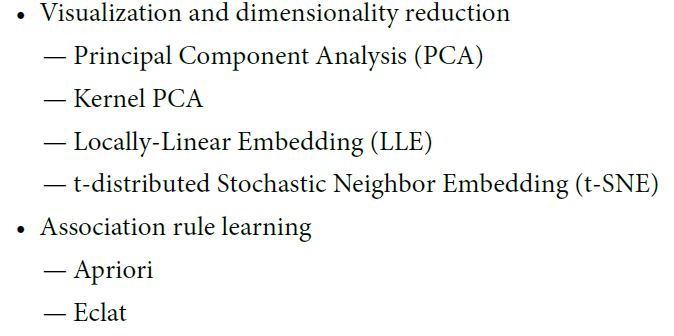 • Visualization and dimensionality reduction
— Principal Component Analysis (PCA)
— Kernel PCA
— Locally-Linear Embedding (LLE)
— t-distributed Stochastic Neighbor Embedding (t-SNE)
• Association rule learning
— Apriori
— Eclat